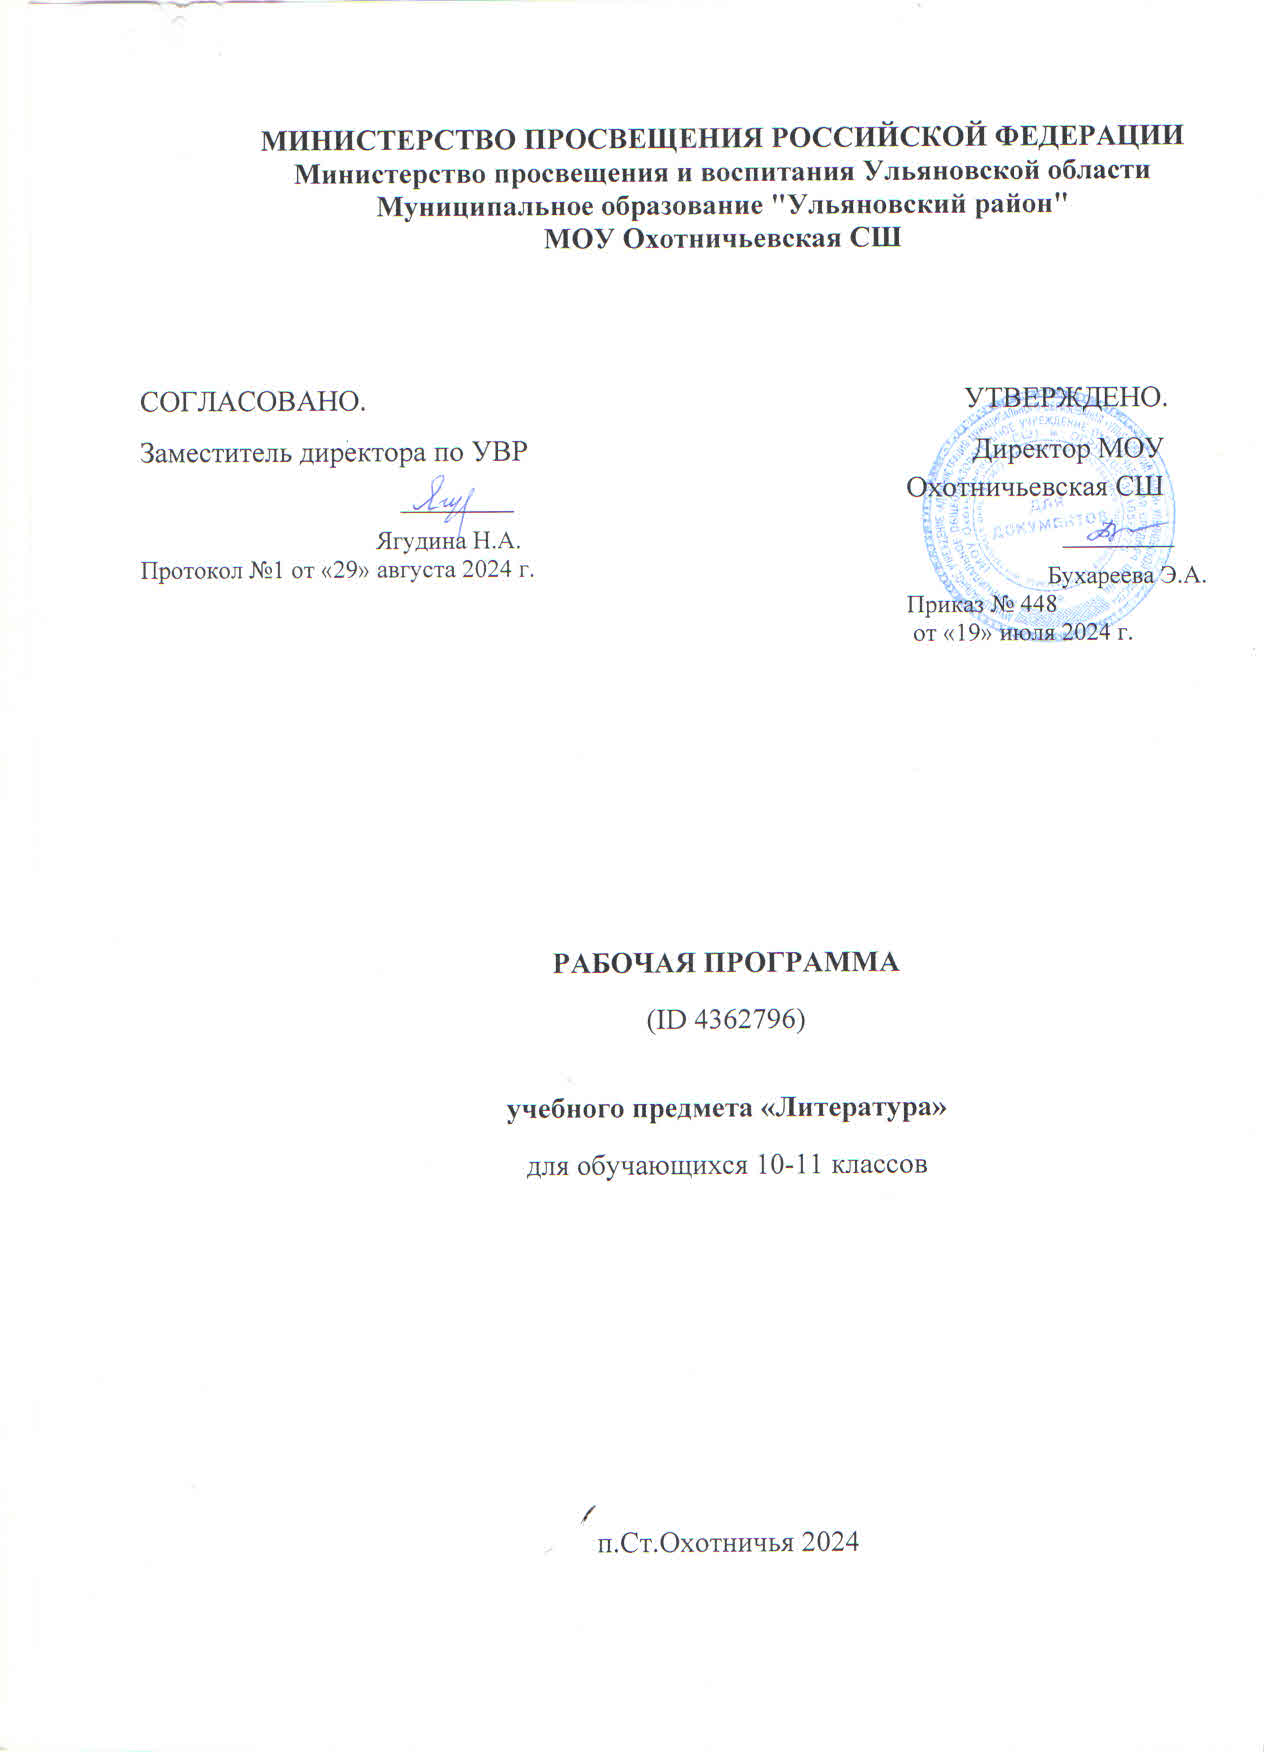 МИНИСТЕРСТВО ПРОСВЕЩЕНИЯ РОССИЙСКОЙ ФЕДЕРАЦИИ
Министерство просвещения и воспитания Ульяновской области
Муниципальное образование "Ульяновский район"
МОУ Охотничьевская СШ
СОГЛАСОВАНО.
Заместитель директора по УВР
Ягудина Н.А.
Протокол №1 от «29» августа 2024 г.
УТВЕРЖДЕНО.
Директор МОУ
Охотничьевская СШ
ДЛЯ
ДОКУМЕНТОВ
Бухареева Э.А.
Приказ № 448
от «19» июля 2024 г.
РАБОЧАЯ ПРОГРАММА
(ID 4362796)
учебного предмета «Литература»
для обучающихся 10-11 классов
п.Ст.Охотничья 2024